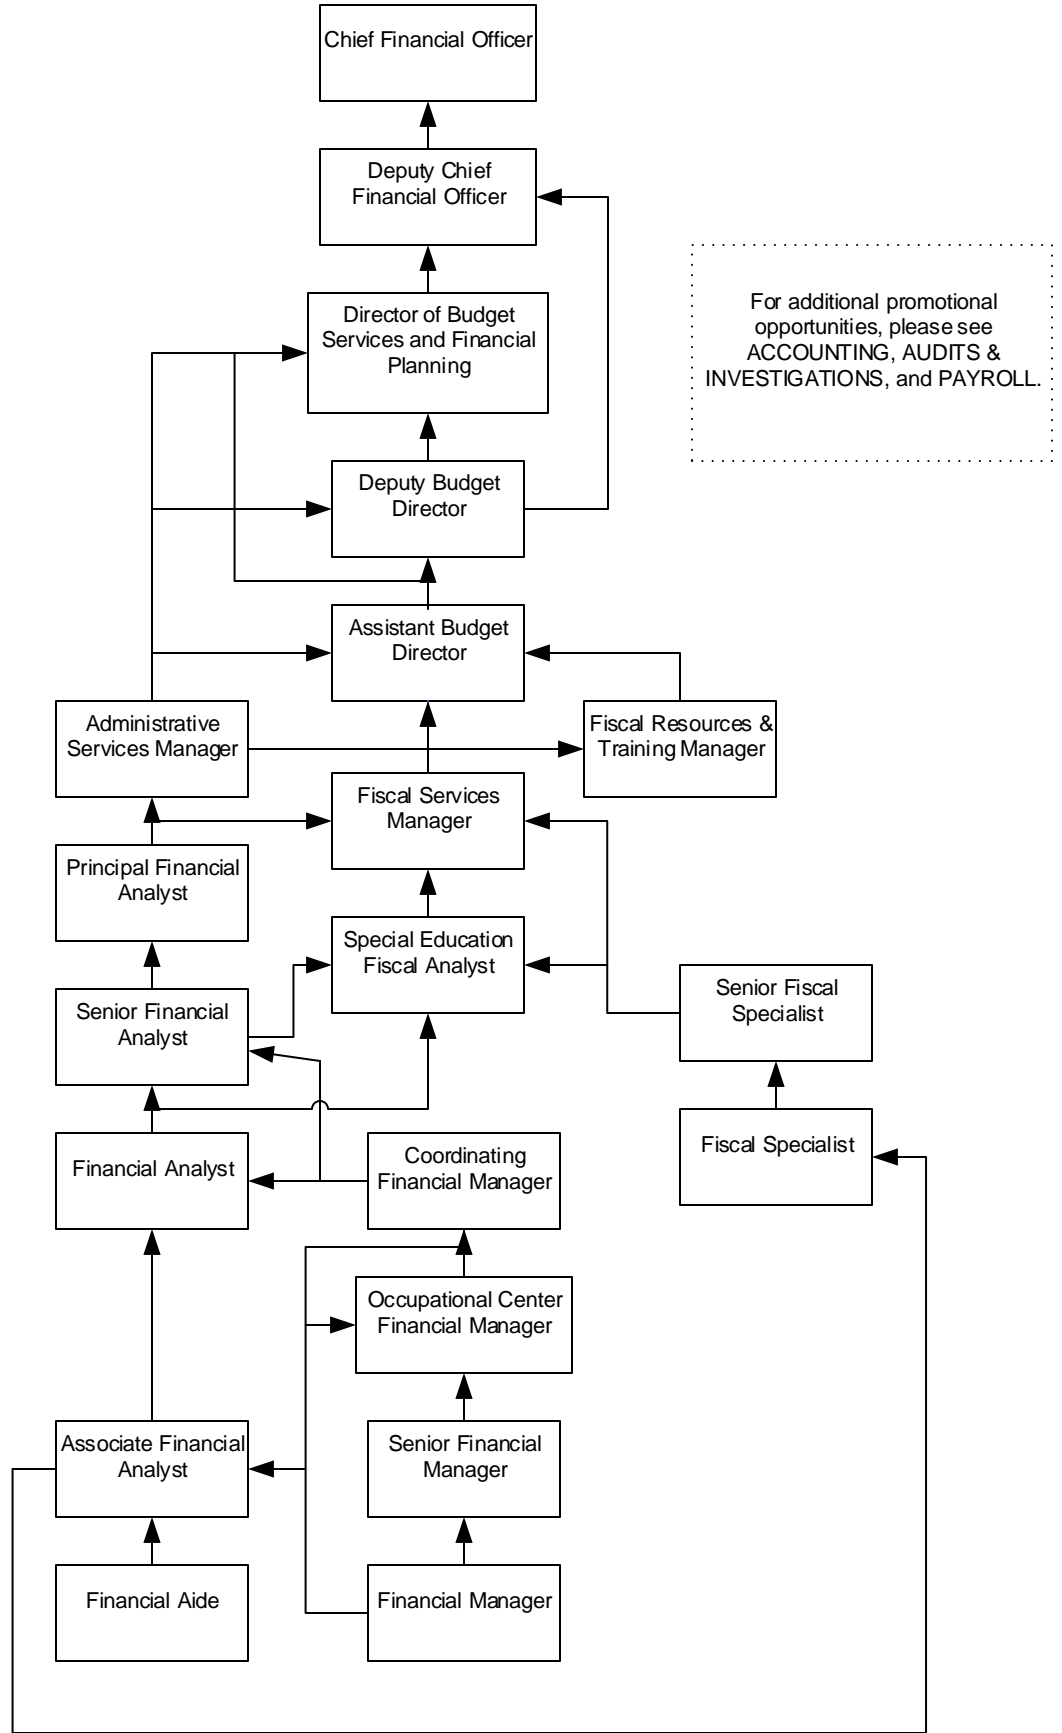 Chief Financial Officer
Deputy Chief
Financial Officer
For additional promotional
opportunities, please see
ACCOUNTING, AUDITS &
INVESTIGATIONS, and PAYROLL.
Director of Budget
Services and Financial
Planning
Deputy Budget
Director
Assistant Budget
Director
Administrative
Services Manager
Fiscal Resources &
Training Manager
Fiscal Services
Manager
Principal Financial
Analyst
Special Education
Fiscal Analyst
Senior Financial
Analyst
Senior Fiscal
Specialist
Financial Analyst
Coordinating
Financial Manager
Fiscal Specialist
Occupational Center
Financial Manager
Associate Financial
Analyst
Senior Financial
Manager
Financial Aide
Financial Manager